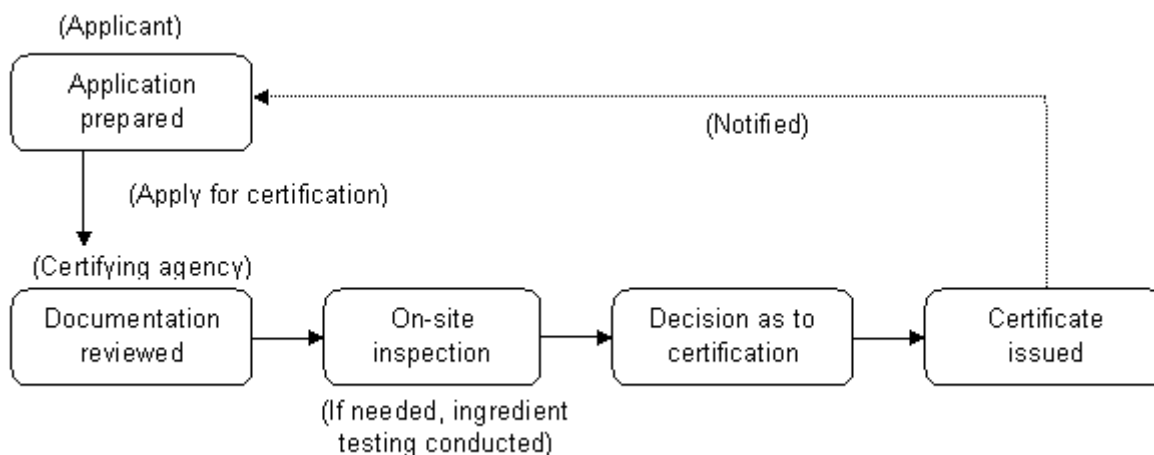 (Applicant)
Application
prepared
(Notified)
(Apply for certification)
(Certifying agency)
Documentation
reviewed
On-site
inspection
Decision as to
certification
Certificate
issued
(If needed, ingredient
testing conducted)